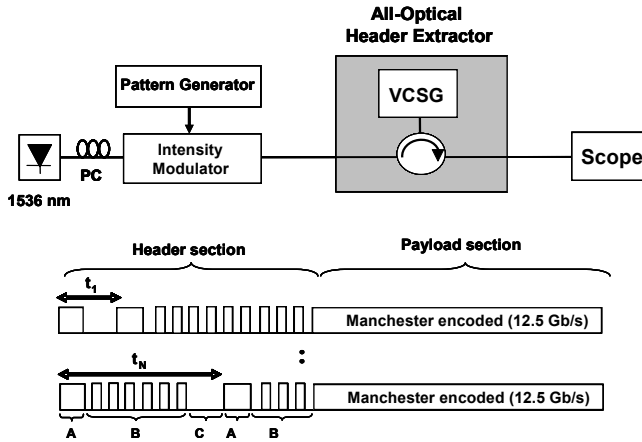 All-Optical
Header Extractor
Pattern Generator
VCSG
Intensity
Modulator
Scope
PC
1536 nm
Header section
Payload section
t1
Manchester encoded (12.5 Gb/s)
:
tN
Manchester encoded (12.5 Gb/s)
A B C A B